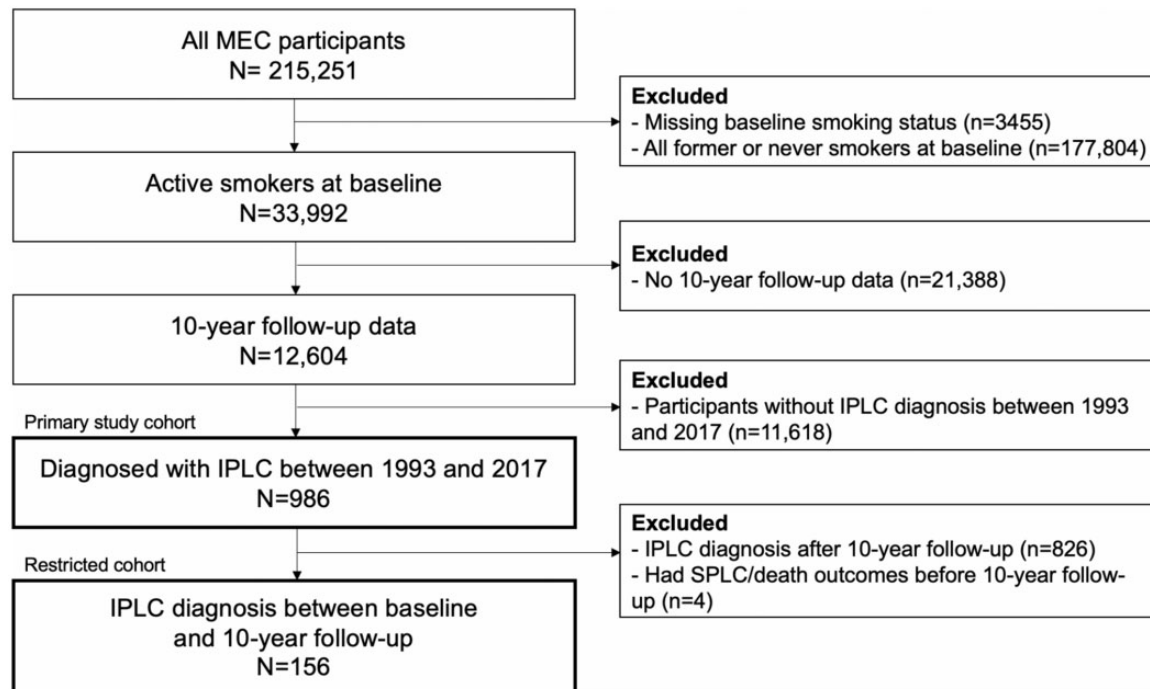 All MEC participants
N= 215,251
Excluded
- Missing baseline smoking status (n=3455)
- All former or never smokers at baseline (n=177,804)
Active smokers at baseline
N=33,992
Excluded
- No 10-year follow-up data (n=21,388)
10-year follow-up data
N=12,604
Excluded
- Participants without IPLC diagnosis between 1993
and 2017 (n=11,618)
Primary study cohort
Diagnosed with IPLC between 1993 and 2017
N=986
Excluded
- IPLC diagnosis after 10-year follow-up (n=826)
- Had SPLC/death outcomes before 10-year follow-
up (n=4)
Restricted cohort
IPLC diagnosis between baseline
and 10-year follow-up
N=156